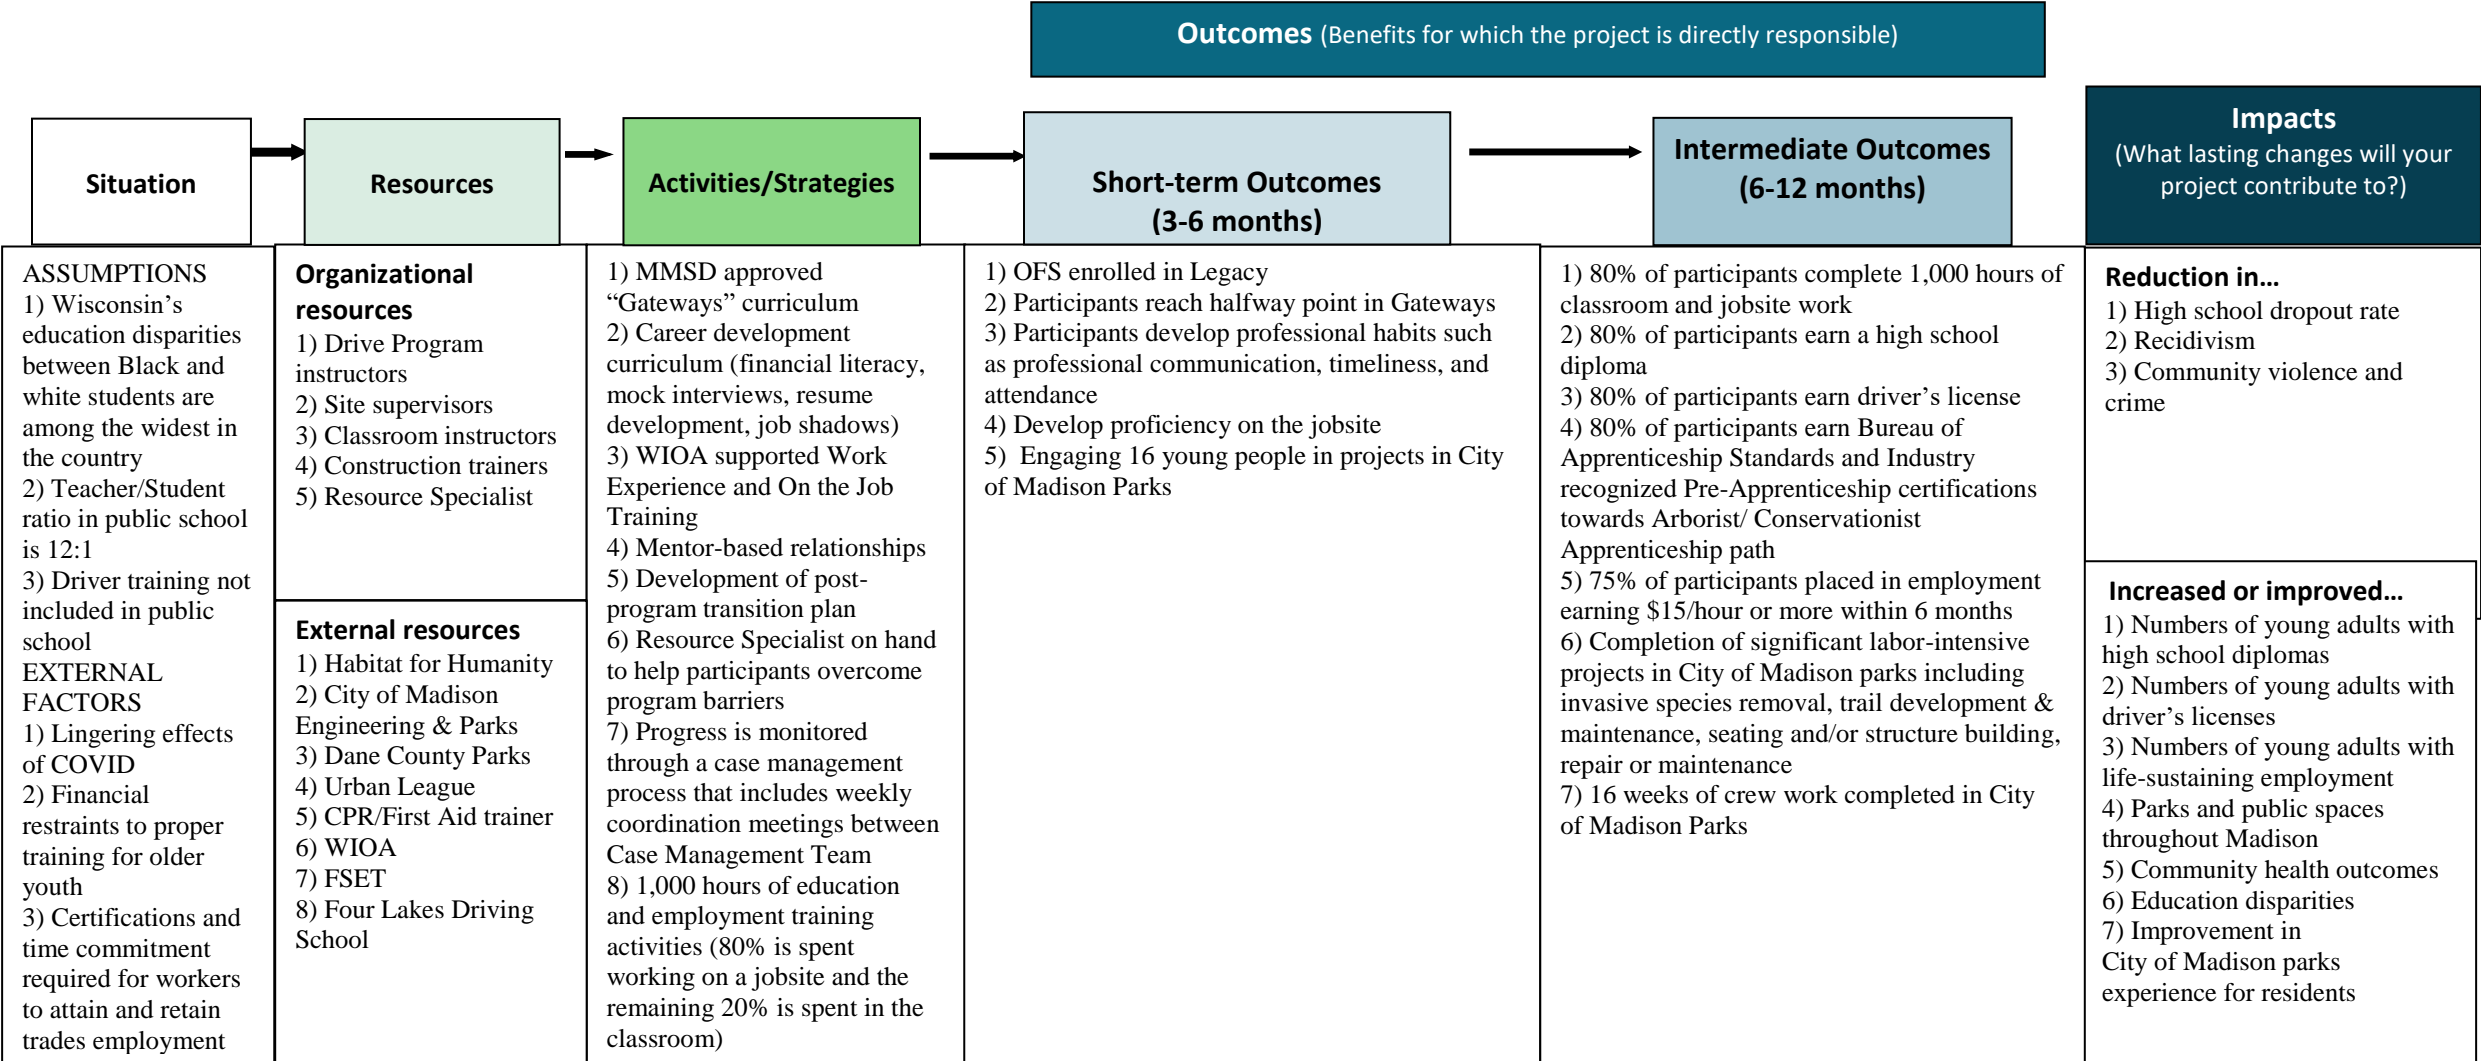 Outcomes (Benefits for which the project is directly responsible)
Situation
Resources
Activities/Strategies
Short-term Outcomes
(3-6 months)
Intermediate Outcomes
(6-12 months)
Impacts
(What lasting changes will your
project contribute to?)
ASSUMPTIONS
1) Wisconsin’s
education disparities
between Black and
white students are
among the widest in
the country
2) Teacher/Student
ratio in public school
is 12:1
3) Driver training not
included in public
school
EXTERNAL
FACTORS
1) Lingering effects
of COVID
2) Financial
restraints to proper
training for older
youth
3) Certifications and
time commitment
required for workers
to attain and retain
trades employment
Organizational
resources
1) Drive Program
instructors
2) Site supervisors
3) Classroom instructors
4) Construction trainers
5) Resource Specialist
External resources
1) Habitat for Humanity
2) City of Madison
Engineering & Parks
3) Dane County Parks
4) Urban League
5) CPR/First Aid trainer
6) WIOA
7) FSET
8) Four Lakes Driving
School
1) MMSD approved
“Gateways” curriculum
2) Career development
curriculum (financial literacy,
mock interviews, resume
development, job shadows)
3) WIOA supported Work
Experience and On the Job
Training
4) Mentor-based relationships
5) Development of post-
program transition plan
6) Resource Specialist on hand
to help participants overcome
program barriers
7) Progress is monitored
through a case management
process that includes weekly
coordination meetings between
Case Management Team
8) 1,000 hours of education
and employment training
activities (80% is spent
working on a jobsite and the
remaining 20% is spent in the
classroom)
1) OFS enrolled in Legacy
2) Participants reach halfway point in Gateways
3) Participants develop professional habits such
as professional communication, timeliness, and
attendance
4) Develop proficiency on the jobsite
5) Engaging 16 young people in projects in City
of Madison Parks
1) 80% of participants complete 1,000 hours of
classroom and jobsite work
2) 80% of participants earn a high school
diploma
3) 80% of participants earn driver’s license
4) 80% of participants earn Bureau of
Apprenticeship Standards and Industry
recognized Pre-Apprenticeship certifications
towards Arborist/ Conservationist
Apprenticeship path
5) 75% of participants placed in employment
earning $15/hour or more within 6 months
6) Completion of significant labor-intensive
projects in City of Madison parks including
invasive species removal, trail development &
maintenance, seating and/or structure building,
repair or maintenance
7) 16 weeks of crew work completed in City
of Madison Parks
Reduction in…
1) High school dropout rate
2) Recidivism
3) Community violence and
crime
Increased or improved…
1) Numbers of young adults with
high school diplomas
2) Numbers of young adults with
driver’s licenses
3) Numbers of young adults with
life-sustaining employment
4) Parks and public spaces
throughout Madison
5) Community health outcomes
6) Education disparities
7) Improvement in
City of Madison parks
experience for residents